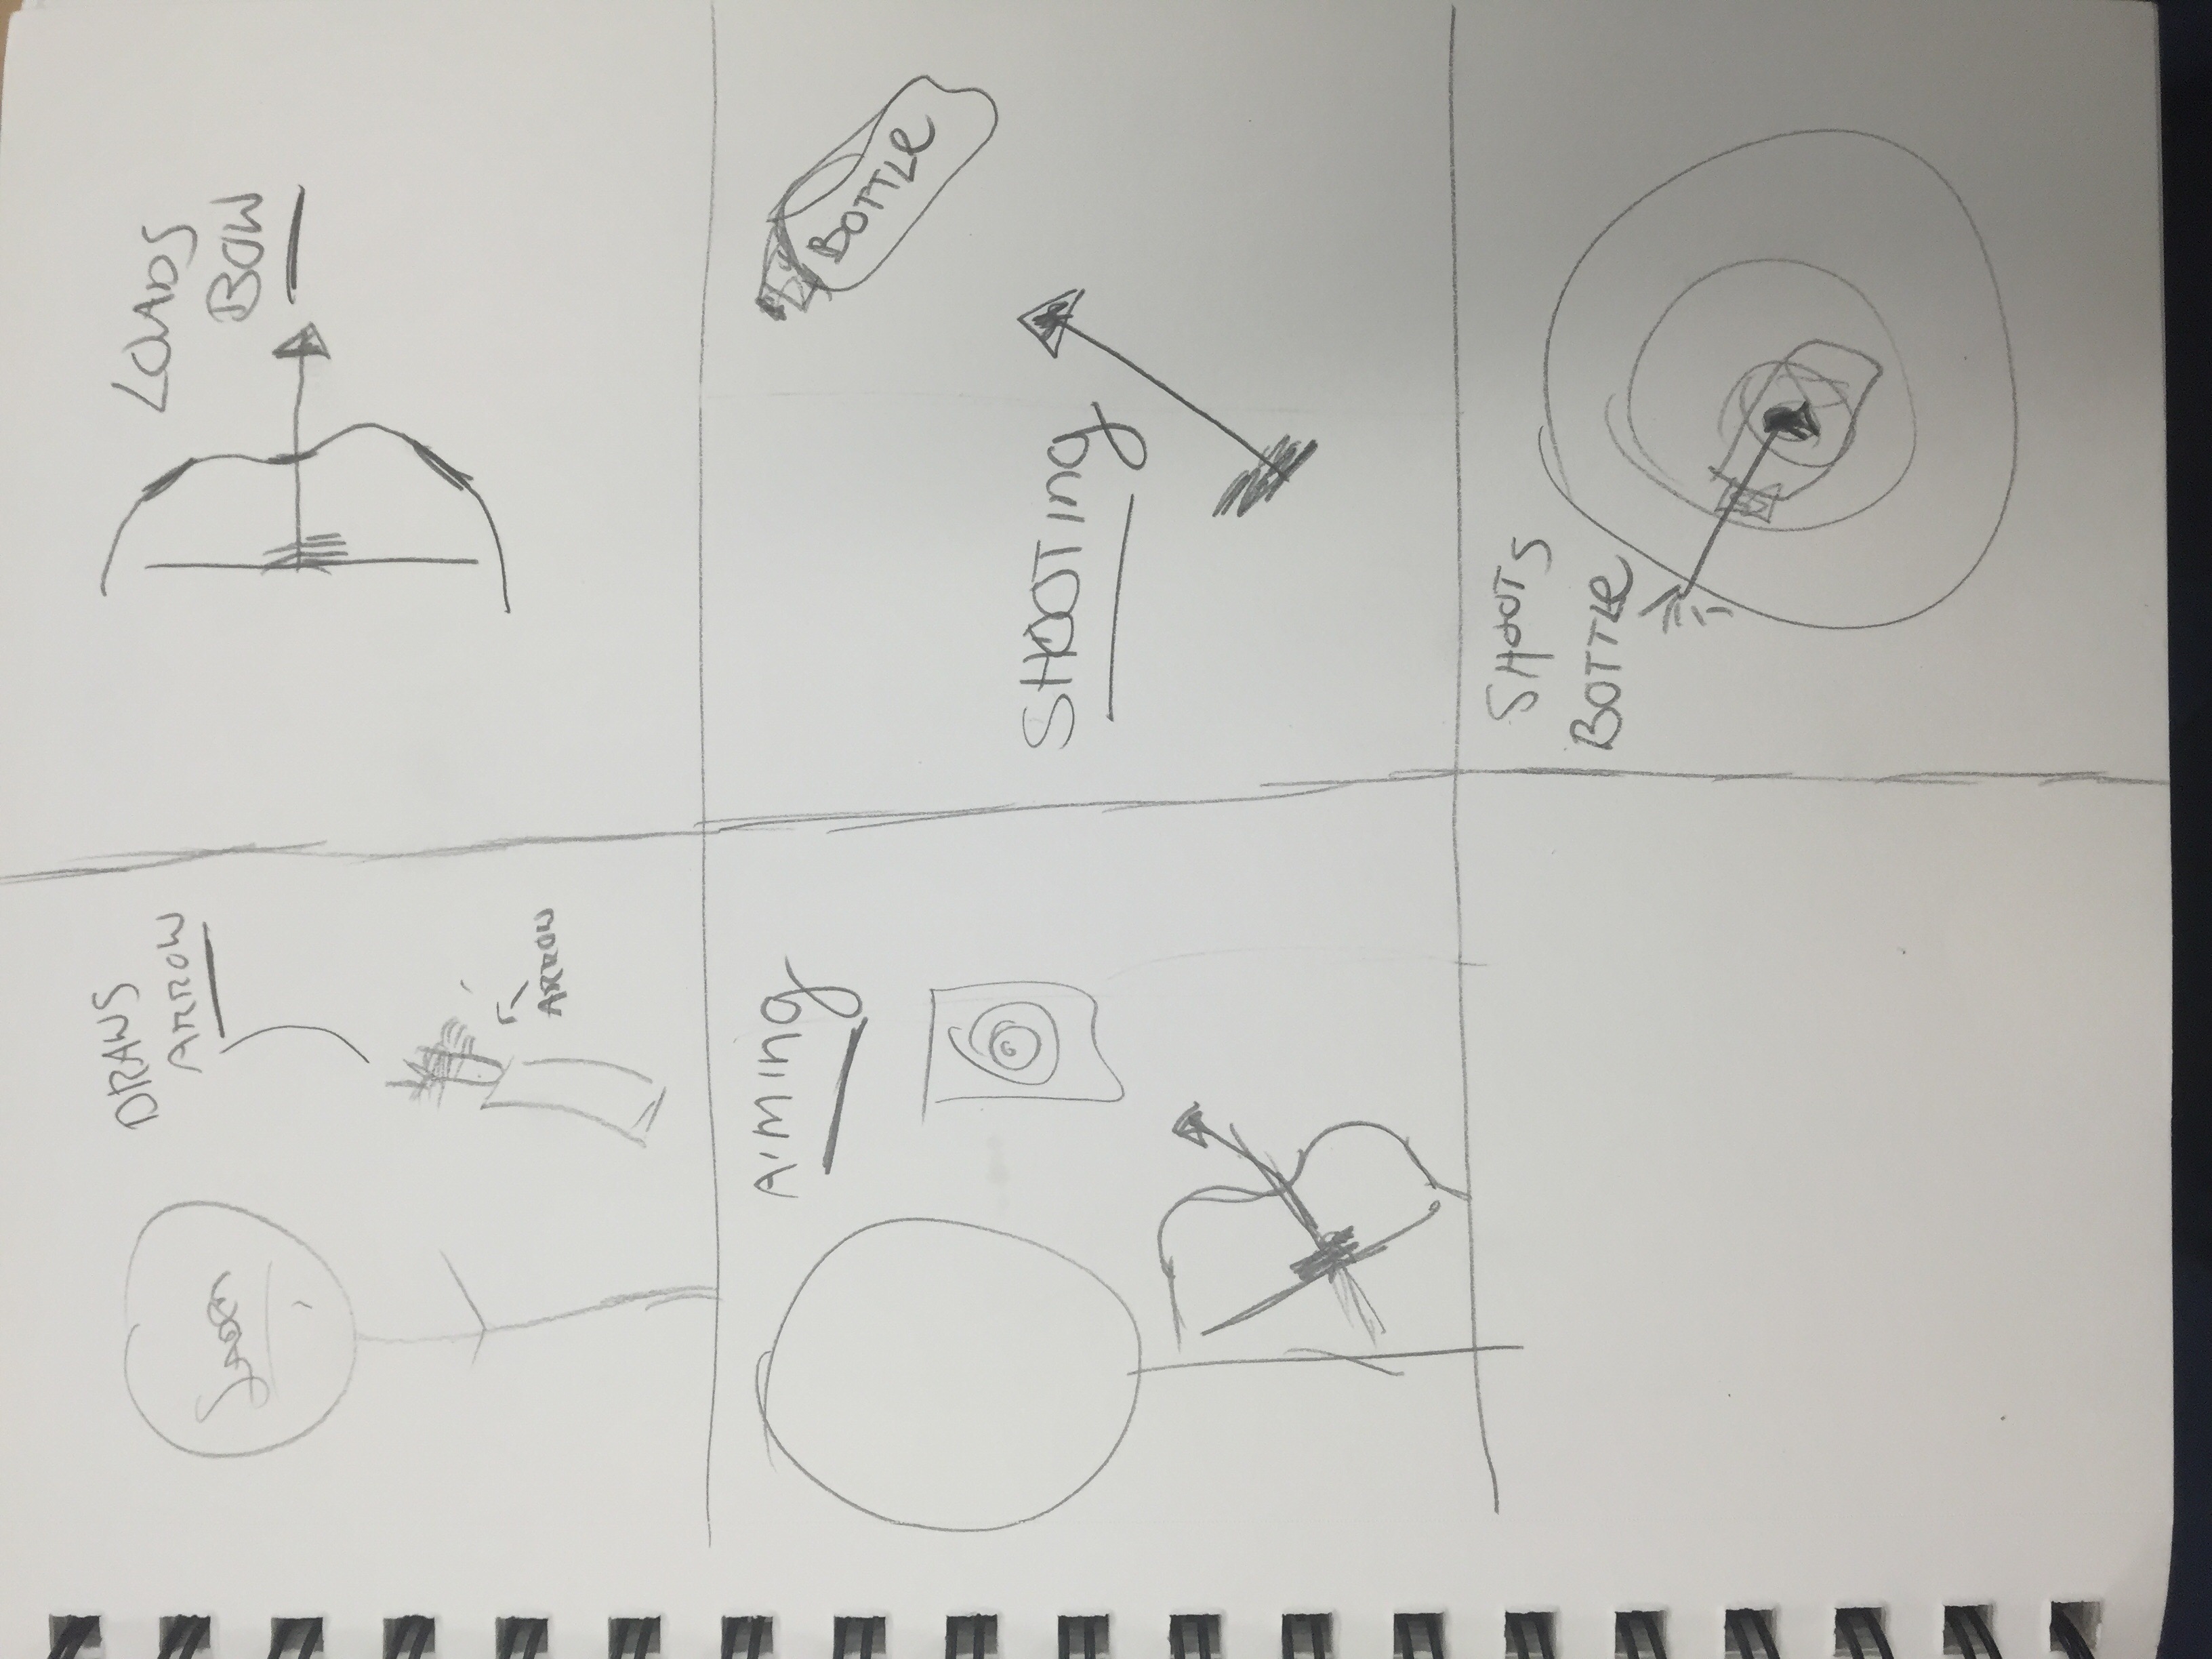 DRAWS
ARROW
ARROW
LOADS
BOW
AiMing
BOTTLe
SHOOTing
SHOOTS
BOTTLe